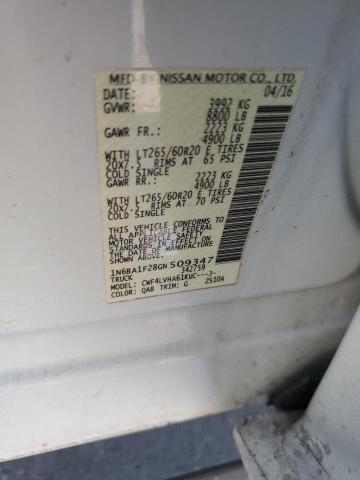 MFD BY NISSAN MOTOR CO., LTD.
DATE: 04/16
GVWR: 3992 KG
8800 LB
GAWR FR.: 2223 KG
4900 LB
WITH LT265/60R20 E TIRES
20x7.5 RIMS AT 65 PSI
COLD SINGLE
GAWR RR.: 2223 KG
4900 LB
WITH LT265/60R20 E TIRES
20x7.5 RIMS AT 70 PSI
COLD SINGLE
THIS VEHICLE CONFORMS TO
ALL APPLICABLE U.S. FEDERAL
MOTOR VEHICLE SAFETY
STANDARDS IN EFFECT ON THE
DATE OF MANUFACTURE
SHOWN ABOVE.
1N6BA1F28GN509347
TRUCK 342759
MODEL: CWF4LVHA61KUC---J-
COLOR: QAB TRIM: G ZS10A